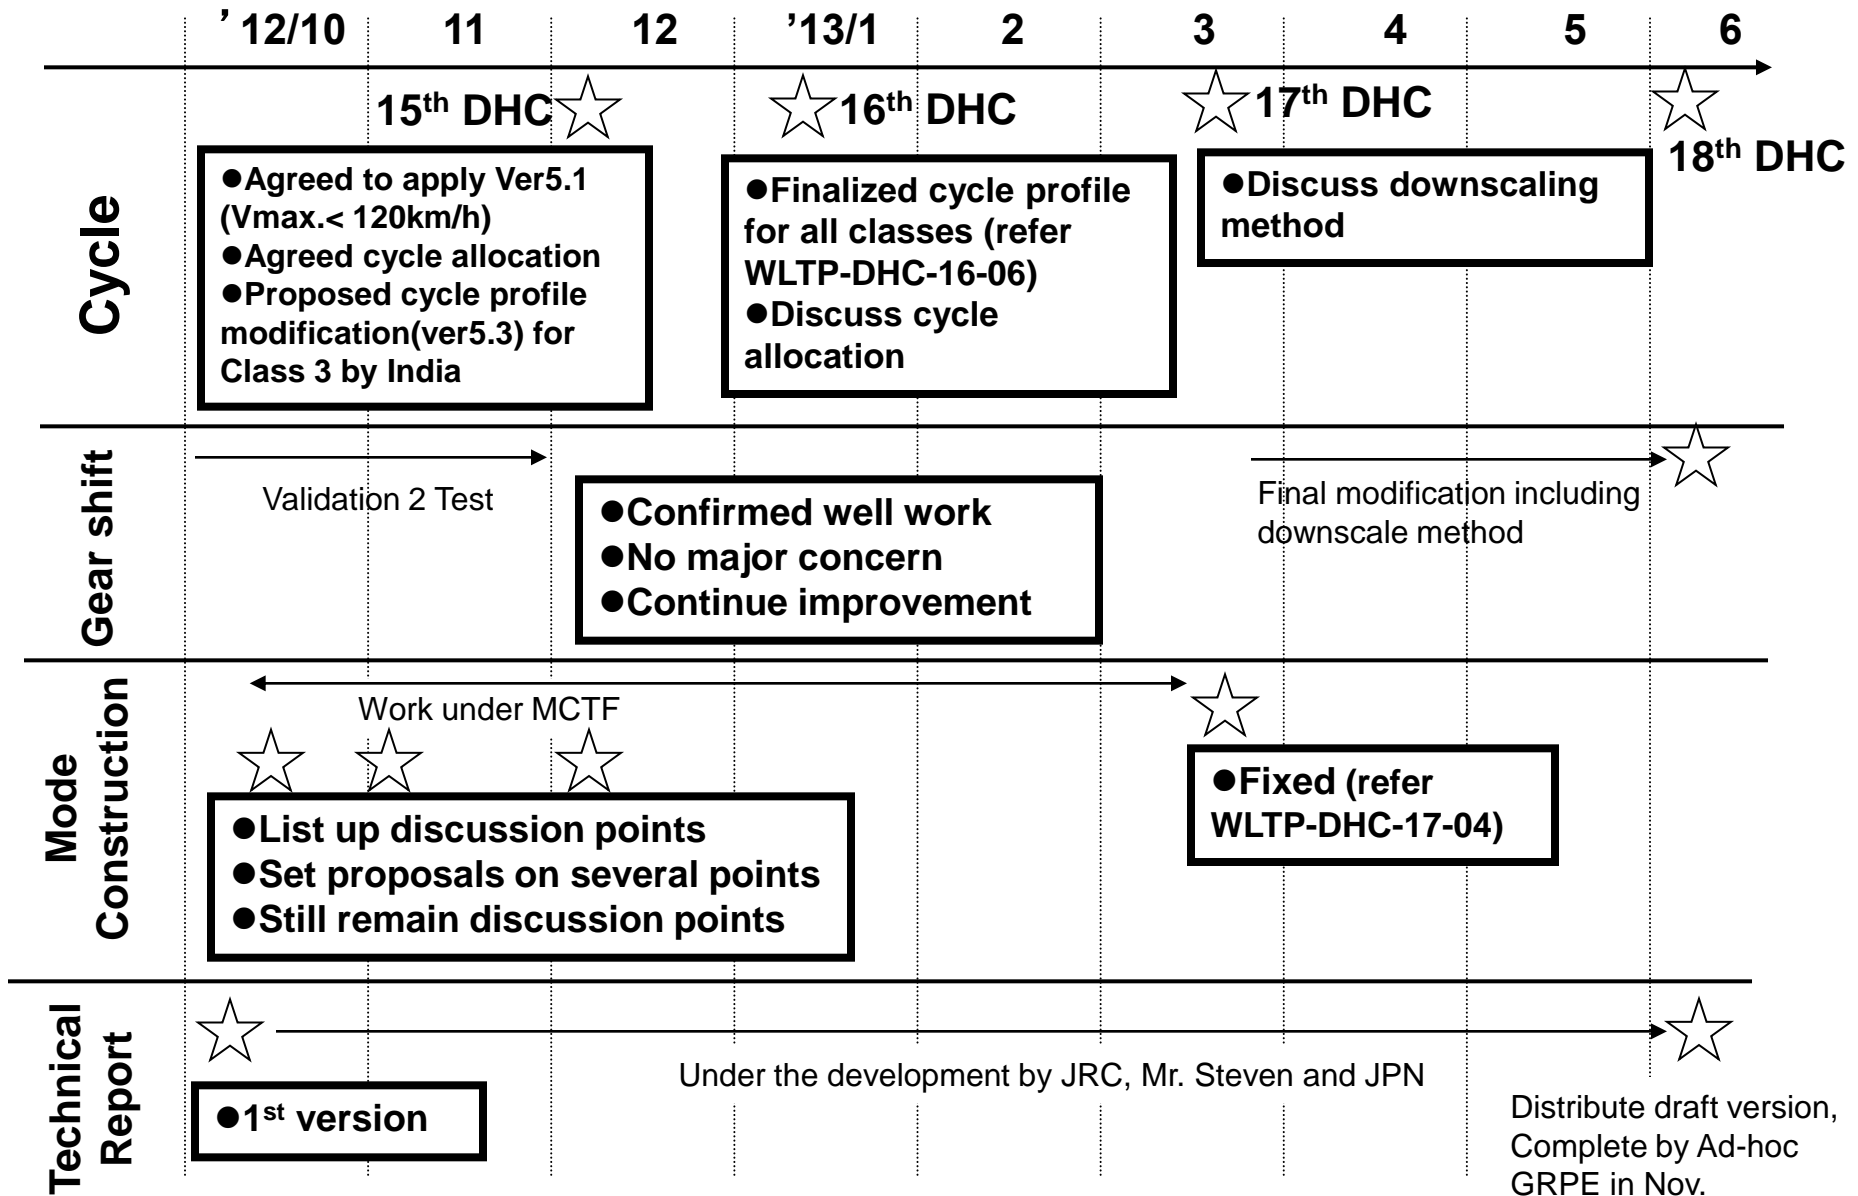 ’12/10 11 12 ’13/1 2 3 4 5 6
15th DHC 16th DHC 17th DHC
18th DHC
Cycle
●Agreed to apply Ver5.1
(Vmax.< 120km/h)
●Agreed cycle allocation
●Proposed cycle profile
modification(ver5.3) for
Class 3 by India
●Finalized cycle profile
for all classes (refer
WLTP-DHC-16-06)
●Discuss cycle
allocation
●Discuss downscaling
method
Gear shift
Validation 2 Test
●Confirmed well work
●No major concern
●Continue improvement
Final modification including
downscale method
Mode
Construction
Work under MCTF
●List up discussion points
●Set proposals on several points
●Still remain discussion points
●Fixed (refer
WLTP-DHC-17-04)
Technical
Report
●1st version
Under the development by JRC, Mr. Steven and JPN
Distribute draft version,
Complete by Ad-hoc
GRPE in Nov.